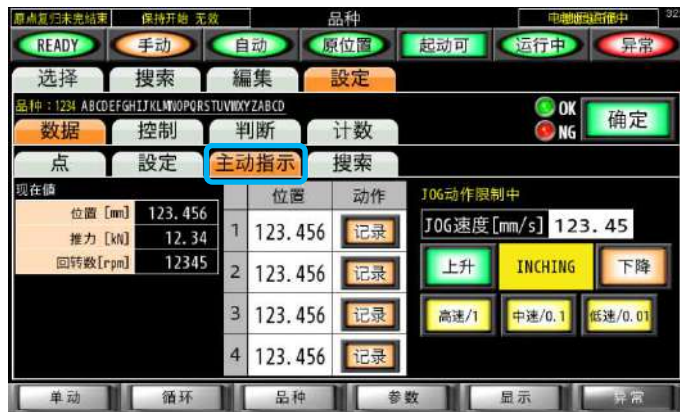 原点复归未完结束 保持开始 无效 品种 32
READY 手动 自动 原位置 起动可 运行中 异常
选择 搜索 编集 設定
品种：1234 ABCDEFGHIJKLMNOPQRSTUVWXYZABCD
OK
NG
确定
数据 控制 判断 计数
点 設定 主动指示 搜索
现在値
位置 [mm] 123.456
推力 [kN] 12.34
回转数[rpm] 12345
位置 动作
1 123.456 记录
2 123.456 记录
3 123.456 记录
4 123.456 记录
JOG动作限制中
JOG速度[mm/s] 123.45
上升 INCHING 下降
高速/1 中速/0.1 低速/0.01
单动 循环 品种 参数 显示 异常